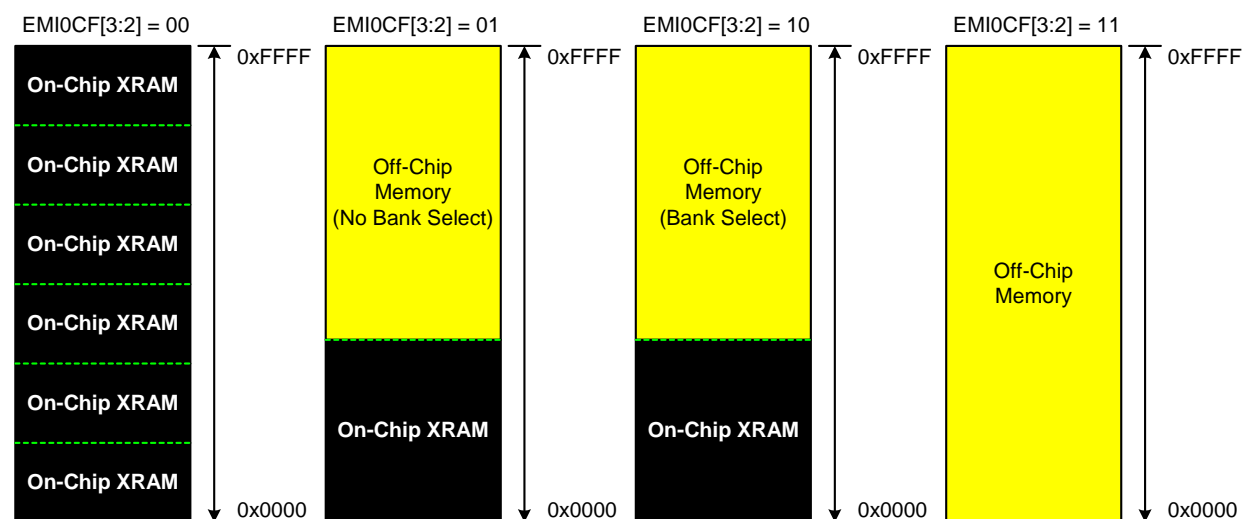 EMI0CF[3:2] = 00
EMI0CF[3:2] = 01
EMI0CF[3:2] = 10
EMI0CF[3:2] = 11
0xFFFF
0xFFFF
0xFFFF
0xFFFF
On-Chip XRAM
On-Chip XRAM
On-Chip XRAM
On-Chip XRAM
On-Chip XRAM
On-Chip XRAM
Off-Chip
Memory
(No Bank Select)
On-Chip XRAM
Off-Chip
Memory
(Bank Select)
On-Chip XRAM
Off-Chip
Memory
0x0000
0x0000
0x0000
0x0000